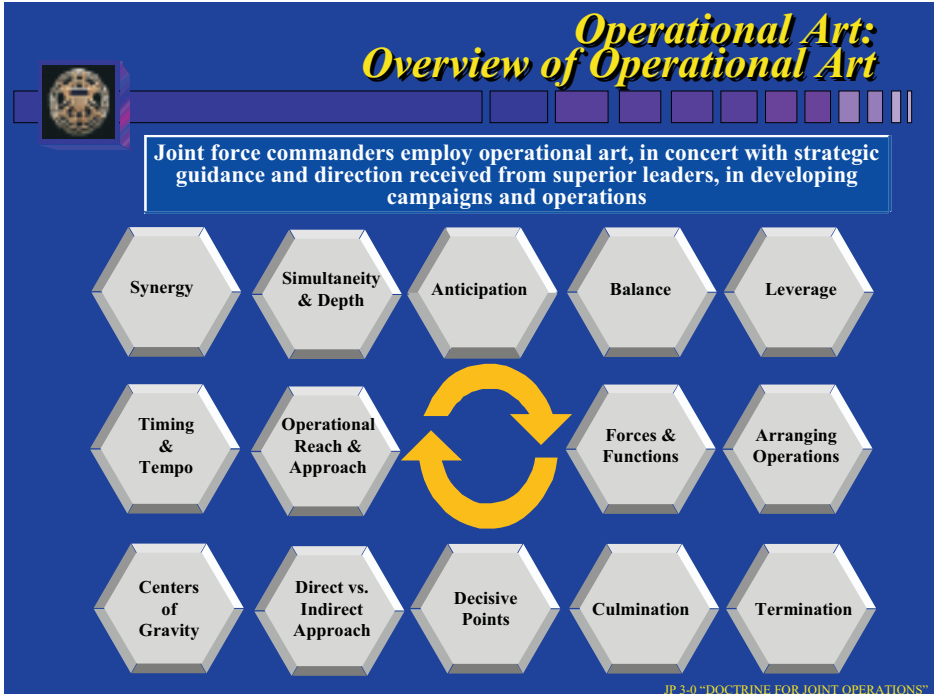 Operational Art:
Overview of Operational Art
Joint force commanders employ operational art, in concert with strategic
guidance and direction received from superior leaders, in developing
campaigns and operations
Synergy
Simultaneity
& Depth
Anticipation
Balance
Leverage
Timing
&
Tempo
Operational
Reach &
Approach
Forces &
Functions
Arranging
Operations
Centers
of
Gravity
Direct vs.
Indirect
Approach
Decisive
Points
Culmination
Termination
JP 3-0 “DOCTRINE FOR JOINT OPERATIONS”